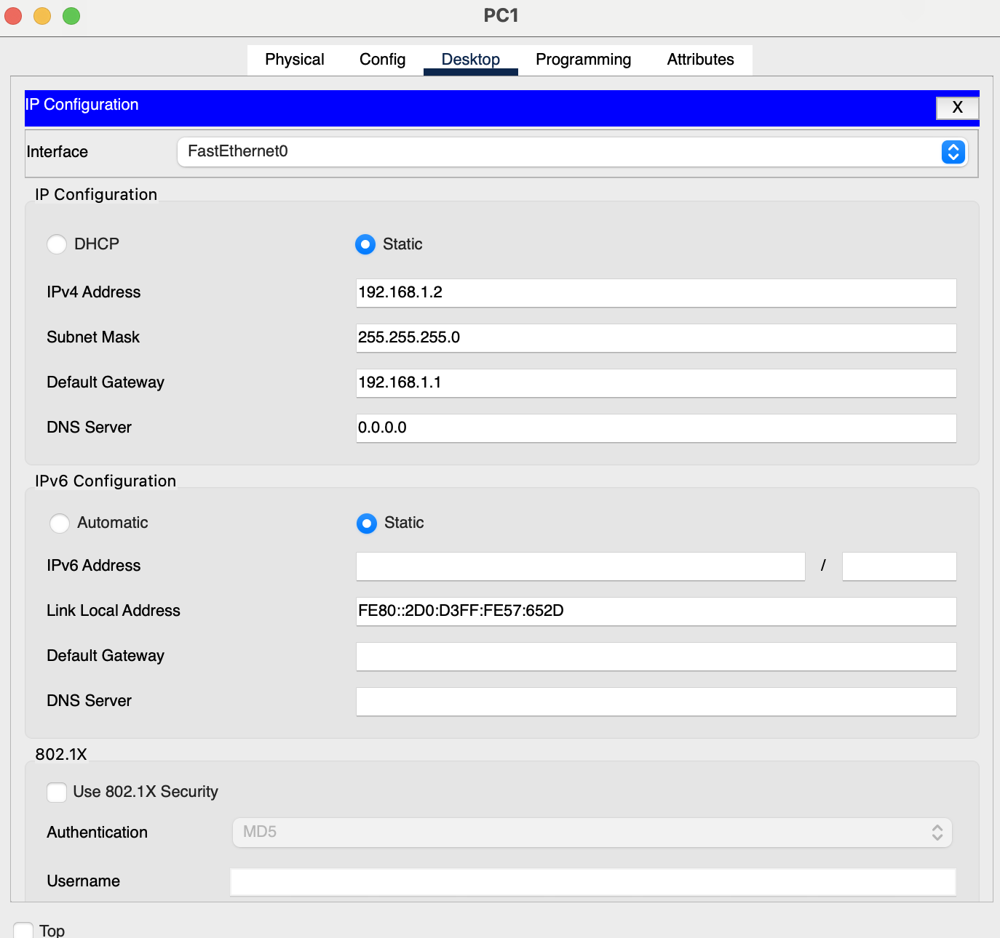 PC1
Physical Config Desktop Programming Attributes
IP Configuration
X
Interface FastEthernet0
IP Configuration
DHCP Static
IPv4 Address 192.168.1.2
Subnet Mask 255.255.255.0
Default Gateway 192.168.1.1
DNS Server 0.0.0.0
IPv6 Configuration
Automatic Static
IPv6 Address /
Link Local Address FE80::2D0:D3FF:FE57:652D
Default Gateway
DNS Server
802.1X
Use 802.1X Security
Authentication MD5
Username
Top